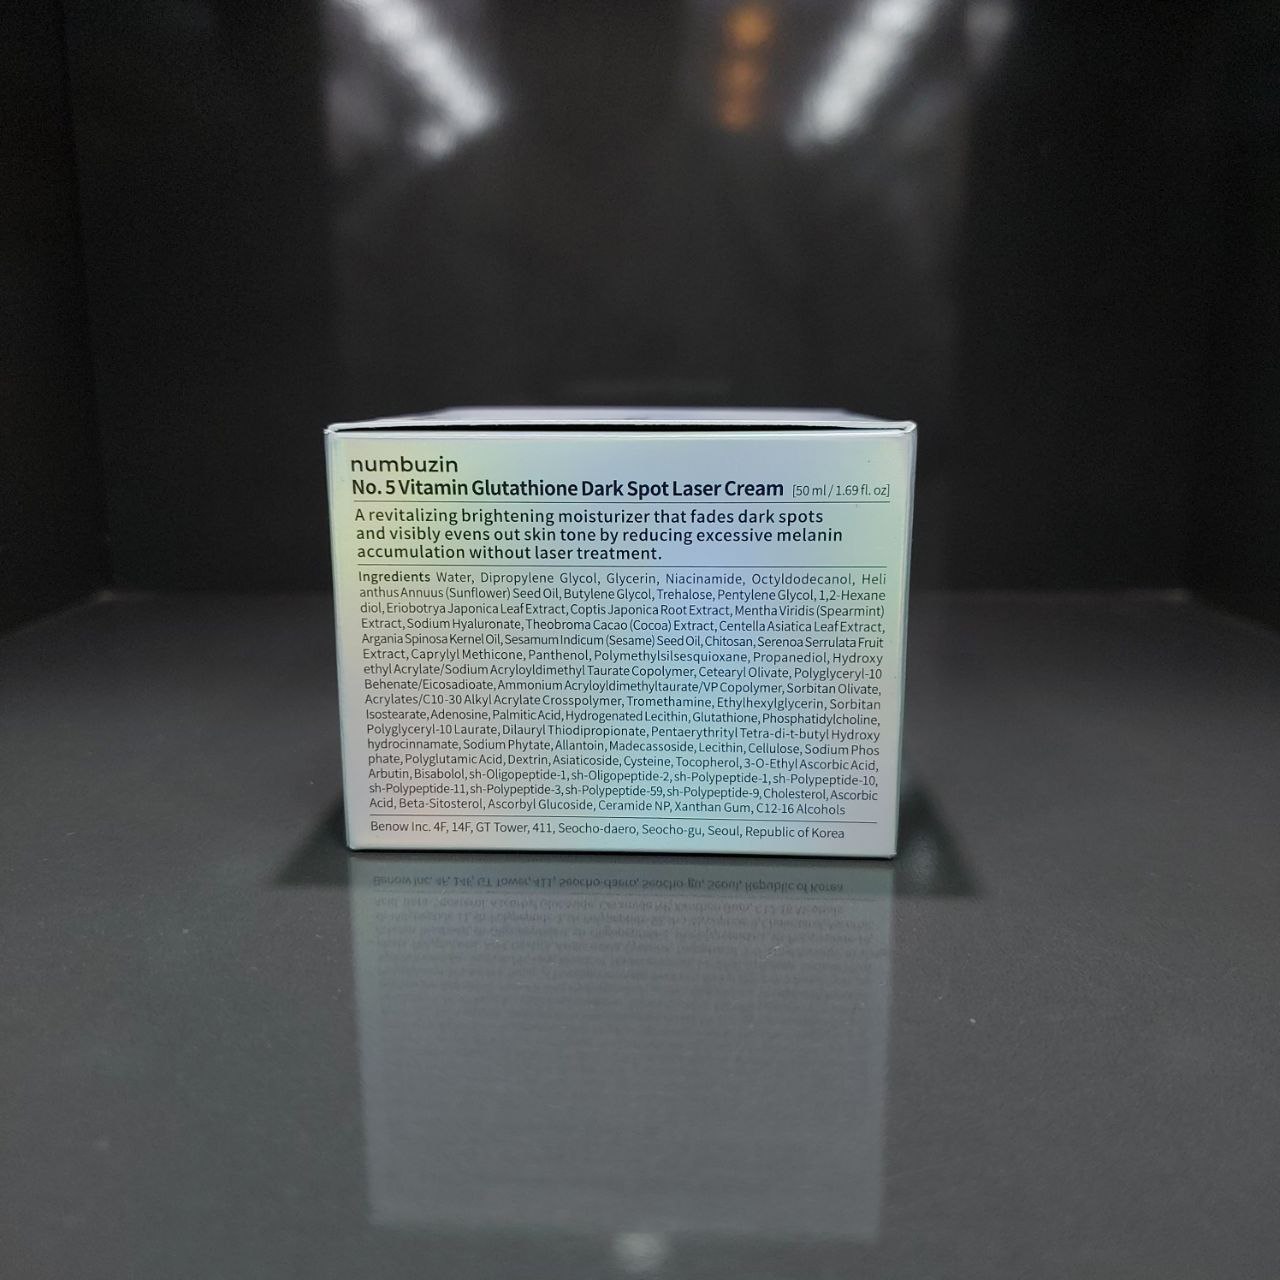 numbuzin
No. 5 Vitamin Glutathione Dark Spot Laser Cream [50 ml / 1.69 fl. oz]
A revitalizing brightening moisturizer that fades dark spots
and visibly evens out skin tone by reducing excessive melanin
accumulation without laser treatment.
Ingredients Water, Dipropylene Glycol, Glycerin, Niacinamide, Octyldodecanol, Heli
anthus Annuus (Sunflower) Seed Oil, Butylene Glycol, Trehalose, Pentylene Glycol, 1,2-Hexane
diol, Eriobotrya Japonica Leaf Extract, Coptis Japonica Root Extract, Mentha Viridis (Spearmint)
Extract, Sodium Hyaluronate, Theobroma Cacao (Cocoa) Extract, Centella Asiatica Leaf Extract,
Argania Spinosa Kernel Oil, Sesamum Indicum (Sesame) Seed Oil, Chitosan, Serenoa Serrulata Fruit
Extract, Caprylyl Methicone, Panthenol, Polymethylsilsesquioxane, Propanediol, Hydroxy
ethyl Acrylate/Sodium Acryloyldimethyl Taurate Copolymer, Cetearyl Olivate, Polyglyceryl-10
Behenate/Eicosadioate, Ammonium Acryloyldimethyltaurate/VP Copolymer, Sorbitan Olivate,
Acrylates/C10-30 Alkyl Acrylate Crosspolymer, Tromethamine, Ethylhexylglycerin, Sorbitan
Isostearate, Adenosine, Palmitic Acid, Hydrogenated Lecithin, Glutathione, Phosphatidylcholine,
Polyglyceryl-10 Laurate, Dilauryl Thiodipropionate, Pentaerythrityl Tetra-di-t-butyl Hydroxy
hydrocinnamate, Sodium Phytate, Allantoin, Madecassoside, Lecithin, Cellulose, Sodium Phos
phate, Polyglutamic Acid, Dextrin, Asiaticoside, Cysteine, Tocopherol, 3-O-Ethyl Ascorbic Acid,
Arbutin, Bisabolol, sh-Oligopeptide-1, sh-Oligopeptide-2, sh-Polypeptide-1, sh-Polypeptide-10,
sh-Polypeptide-11, sh-Polypeptide-3, sh-Polypeptide-59, sh-Polypeptide-9, Cholesterol, Ascorbic
Acid, Beta-Sitosterol, Ascorbyl Glucoside, Ceramide NP, Xanthan Gum, C12-16 Alcohols
Benow Inc. 4F, 14F, GT Tower, 411, Seocho-daero, Seocho-gu, Seoul, Republic of Korea